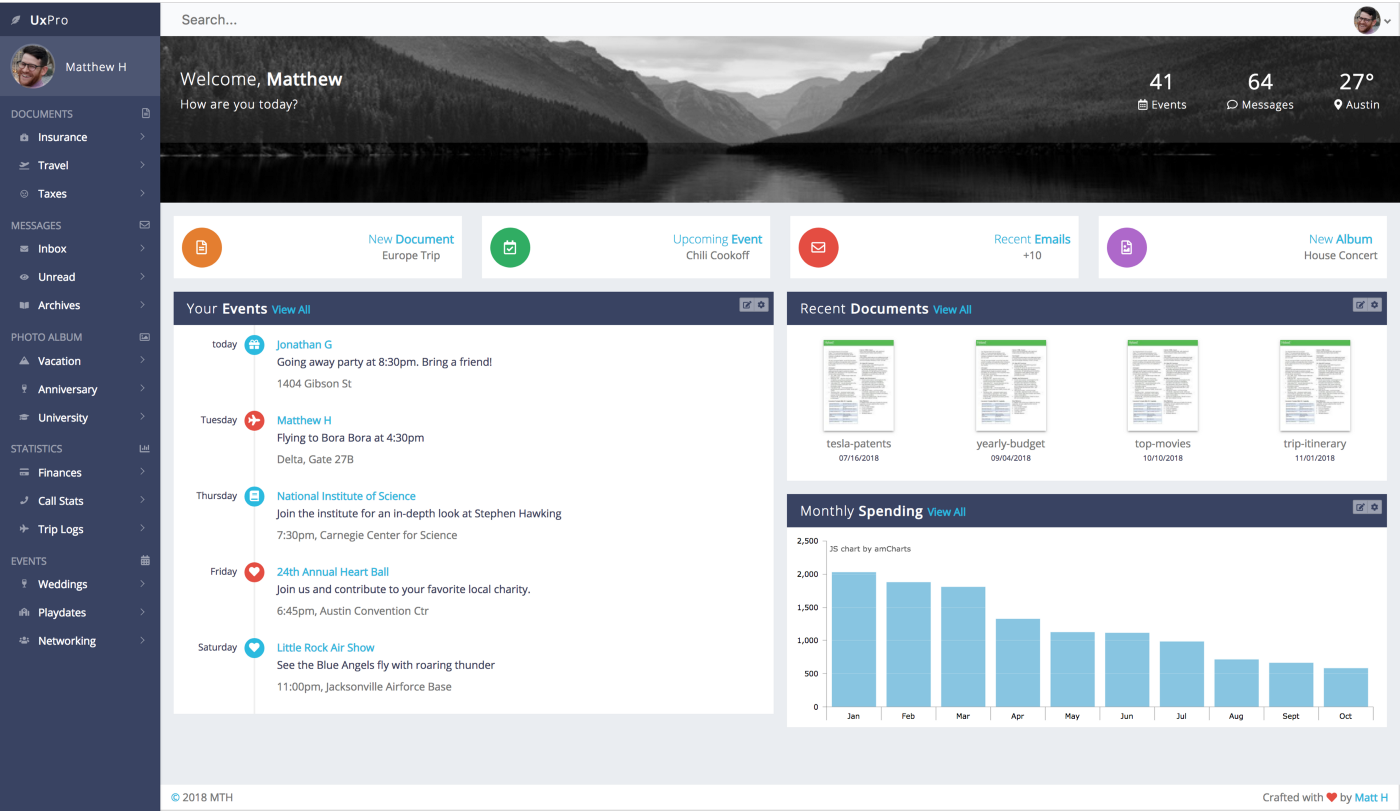 UxPro
Search...
Matthew H
DOCUMENTS
Insurance
Travel
Taxes
MESSAGES
Inbox
Unread
Archives
PHOTO ALBUM
Vacation
Anniversary
University
STATISTICS
Finances
Call Stats
Trip Logs
EVENTS
Weddings
Playdates
Networking
Welcome, Matthew
How are you today?
41
Events
64
Messages
27°
Austin
New Document
Europe Trip
Upcoming Event
Chili Cookoff
Recent Emails
+10
New Album
House Concert
Your Events View All
today
Jonathan G
Going away party at 8:30pm. Bring a friend!
1404 Gibson St
Tuesday
Matthew H
Flying to Bora Bora at 4:30pm
Delta, Gate 27B
Thursday
National Institute of Science
Join the institute for an in-depth look at Stephen Hawking
7:30pm, Carnegie Center for Science
Friday
24th Annual Heart Ball
Join us and contribute to your favorite local charity.
6:45pm, Austin Convention Ctr
Saturday
Little Rock Air Show
See the Blue Angels fly with roaring thunder
11:00pm, Jacksonville Airforce Base
Recent Documents View All
tesla-patents
07/16/2018
yearly-budget
09/04/2018
top-movies
10/10/2018
trip-itinerary
11/01/2018
Monthly Spending View All
JS chart by amCharts
2,500
2,000
1,500
1,000
500
0
Jan Feb Mar Apr May Jun Jul Aug Sept Oct
© 2018 MTH
Crafted with ❤ by Matt H